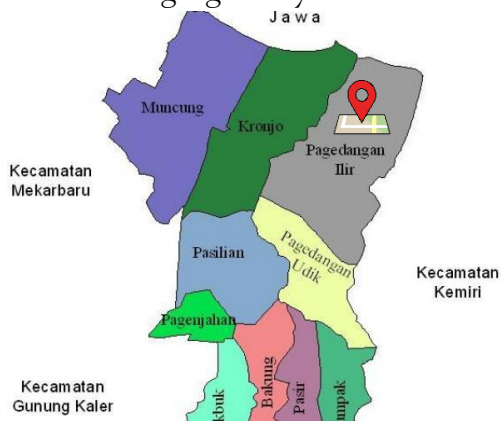 Jawa
Muncung
Kronjo
Pagedangan
Ilir
Kecamatan
Mekarbaru
Pasilian
Pagedangan
Udik
Kecamatan
Kemiri
Pagenjahan
Kecamatan
Gunung Kaler
Bakung
Pasir